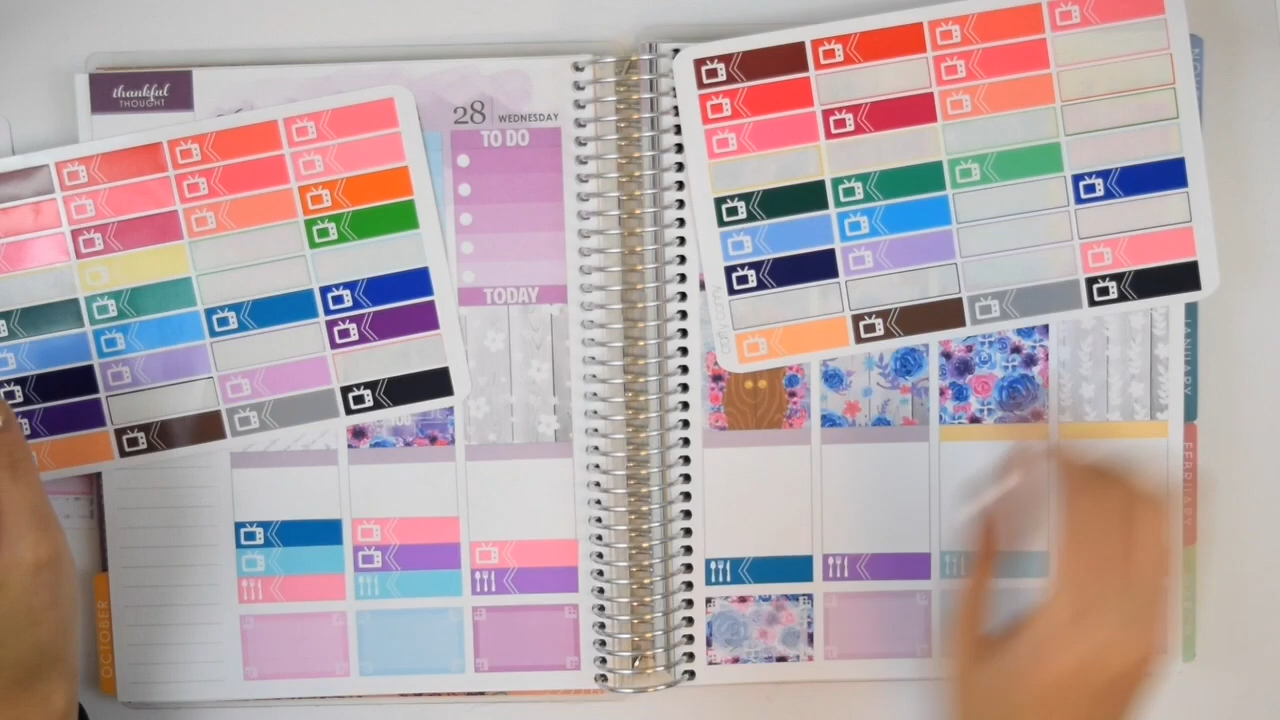 thankful
THOUGHT
28 WEDNESDAY
TO DO
TODAY
OCTOBER
JANUARY
FEBRUARY